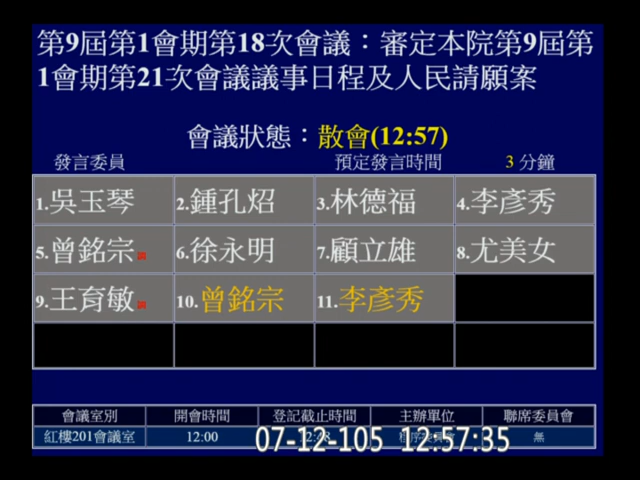 第9屆第1會期第18次會議：審定本院第9屆第
1會期第21次會議議事日程及人民請願案
會議狀態：散會(12:57)
發言委員 預定發言時間 3 分鐘
1.吳玉琴 2.鍾孔炤 3.林德福 4.李彥秀
5.曾銘宗 6.徐永明 7.顧立雄 8.尤美女
9.王育敏 10.曾銘宗 11.李彥秀
會議室別 開會時間 登記截止時間 主辦單位 聯席委員會
紅樓201會議室 12:00 無
07-12-105 12:57:35